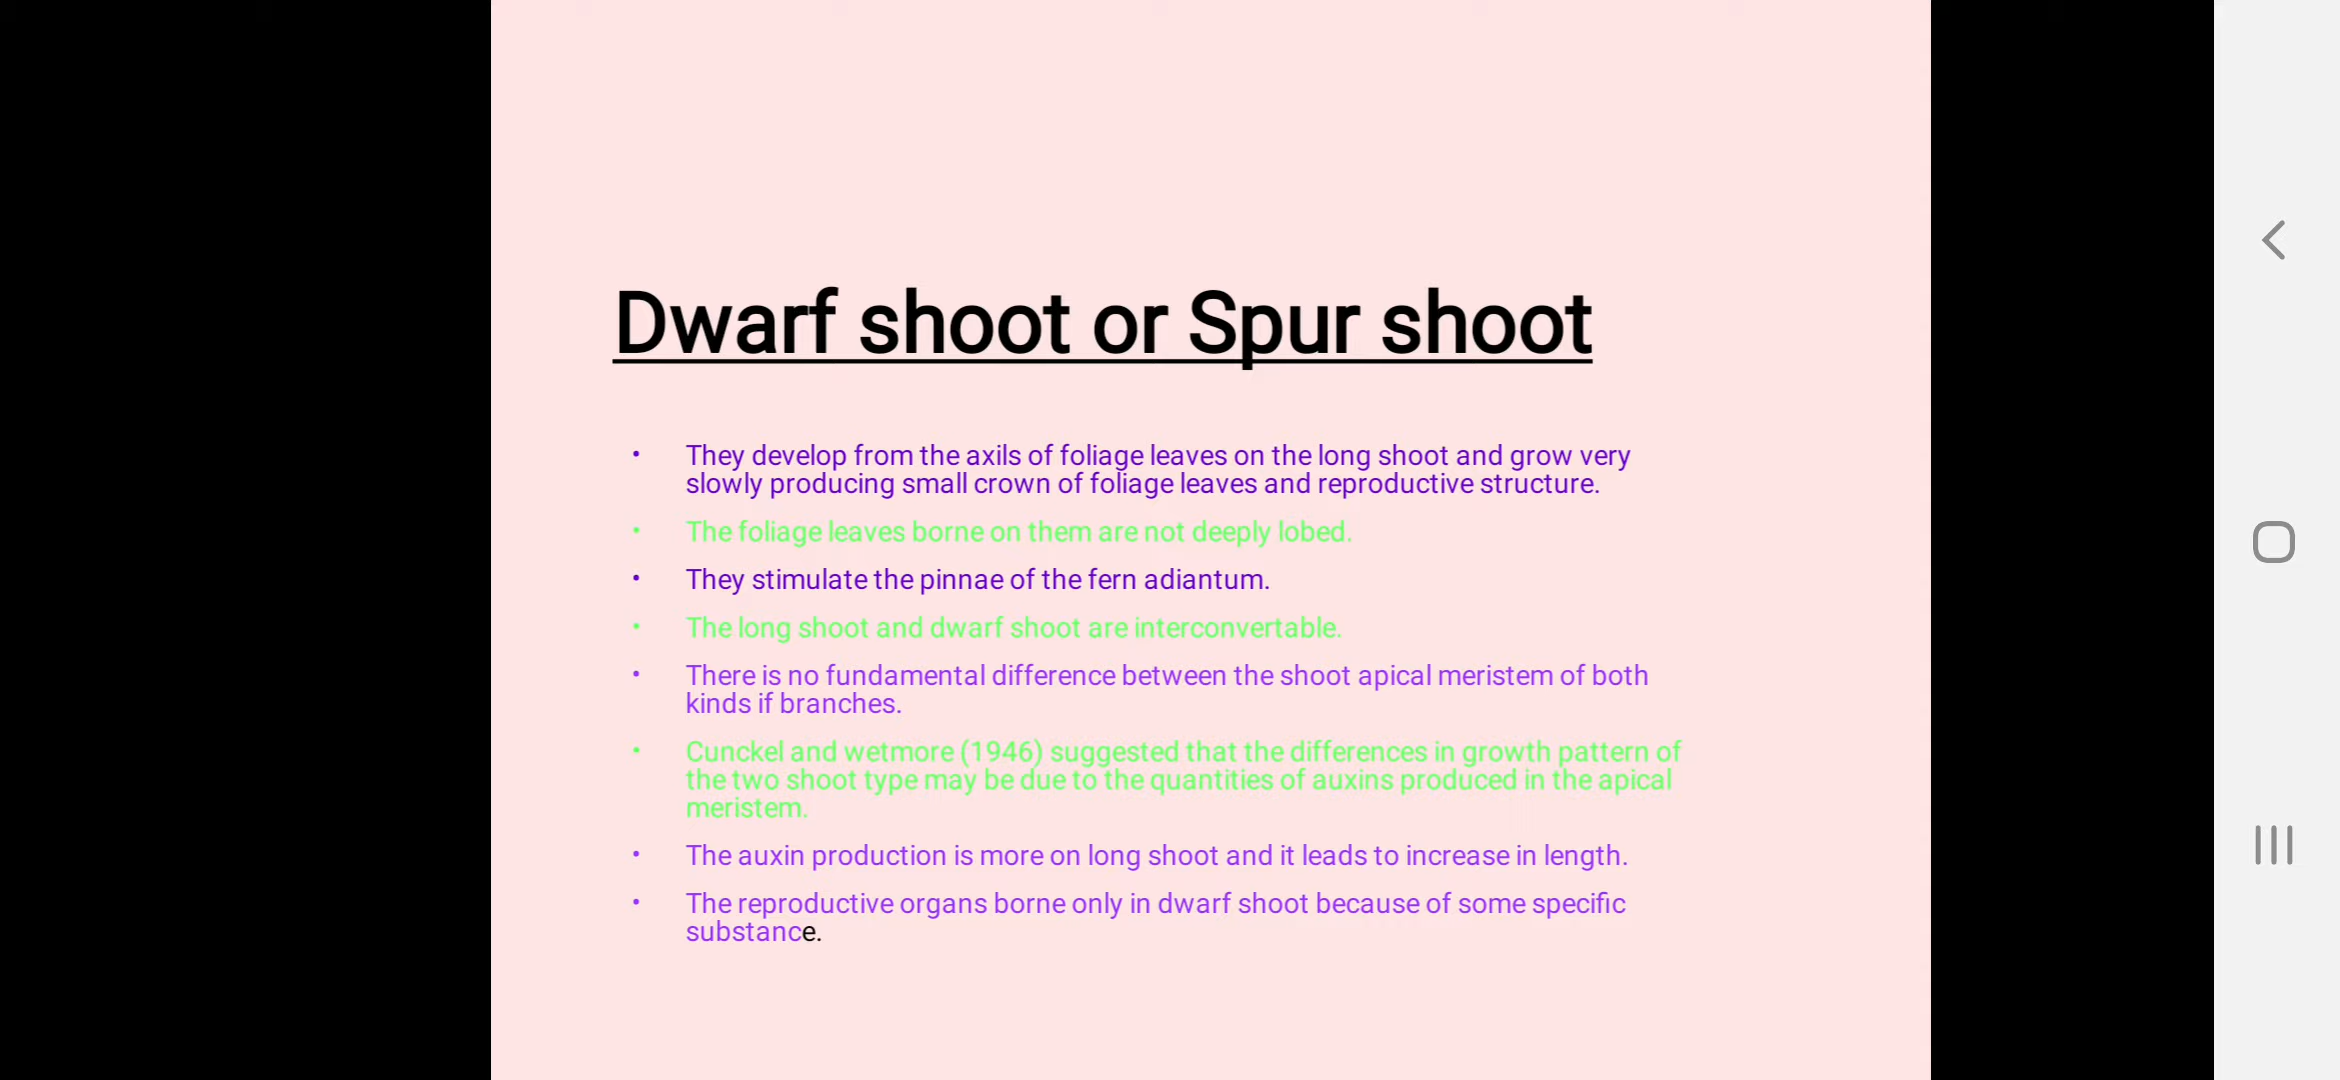 Dwarf shoot or Spur shoot
• They develop from the axils of foliage leaves on the long shoot and grow very
slowly producing small crown of foliage leaves and reproductive structure.
• The foliage leaves borne on them are not deeply lobed.
• They stimulate the pinnae of the fern adiantum.
• The long shoot and dwarf shoot are interconvertable.
• There is no fundamental difference between the shoot apical meristem of both
kinds if branches.
• Cunckel and wetmore (1946) suggested that the differences in growth pattern of
the two shoot type may be due to the quantities of auxins produced in the apical
meristem.
• The auxin production is more on long shoot and it leads to increase in length.
• The reproductive organs borne only in dwarf shoot because of some specific
substance.